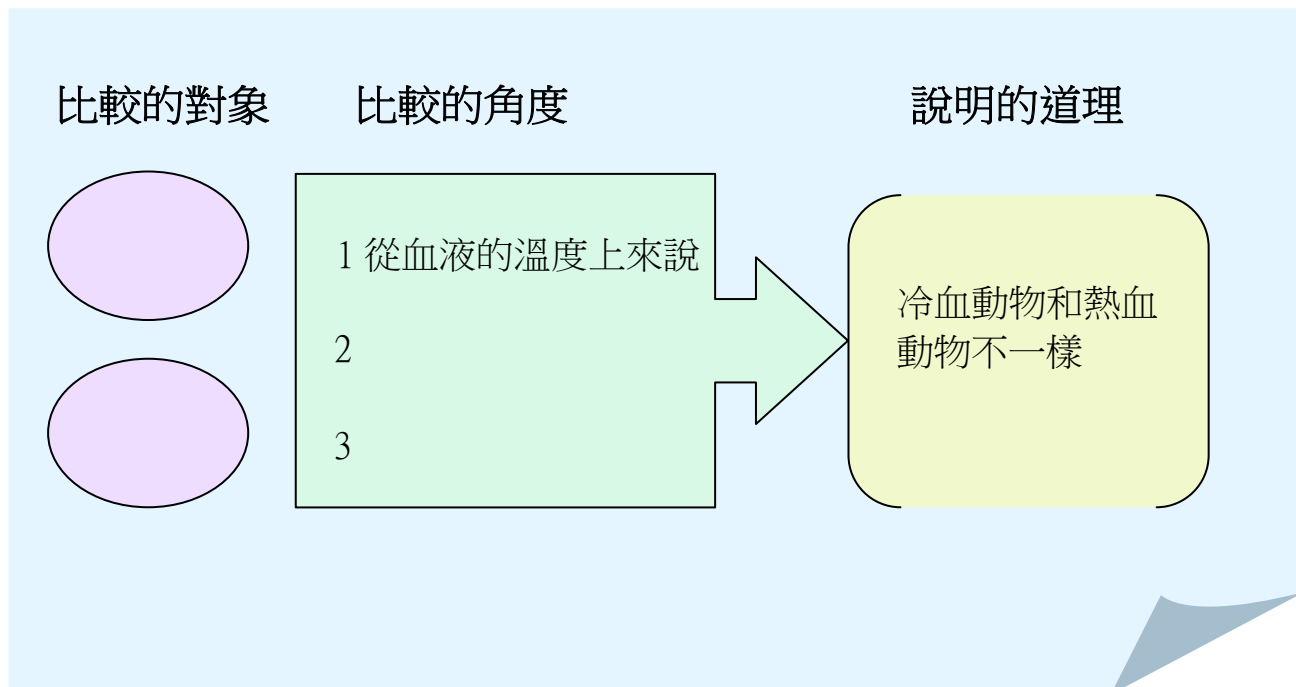 比較的對象
比較的角度
說明的道理
1 從血液的溫度上來說
2
3
冷血動物和熱血
動物不一樣